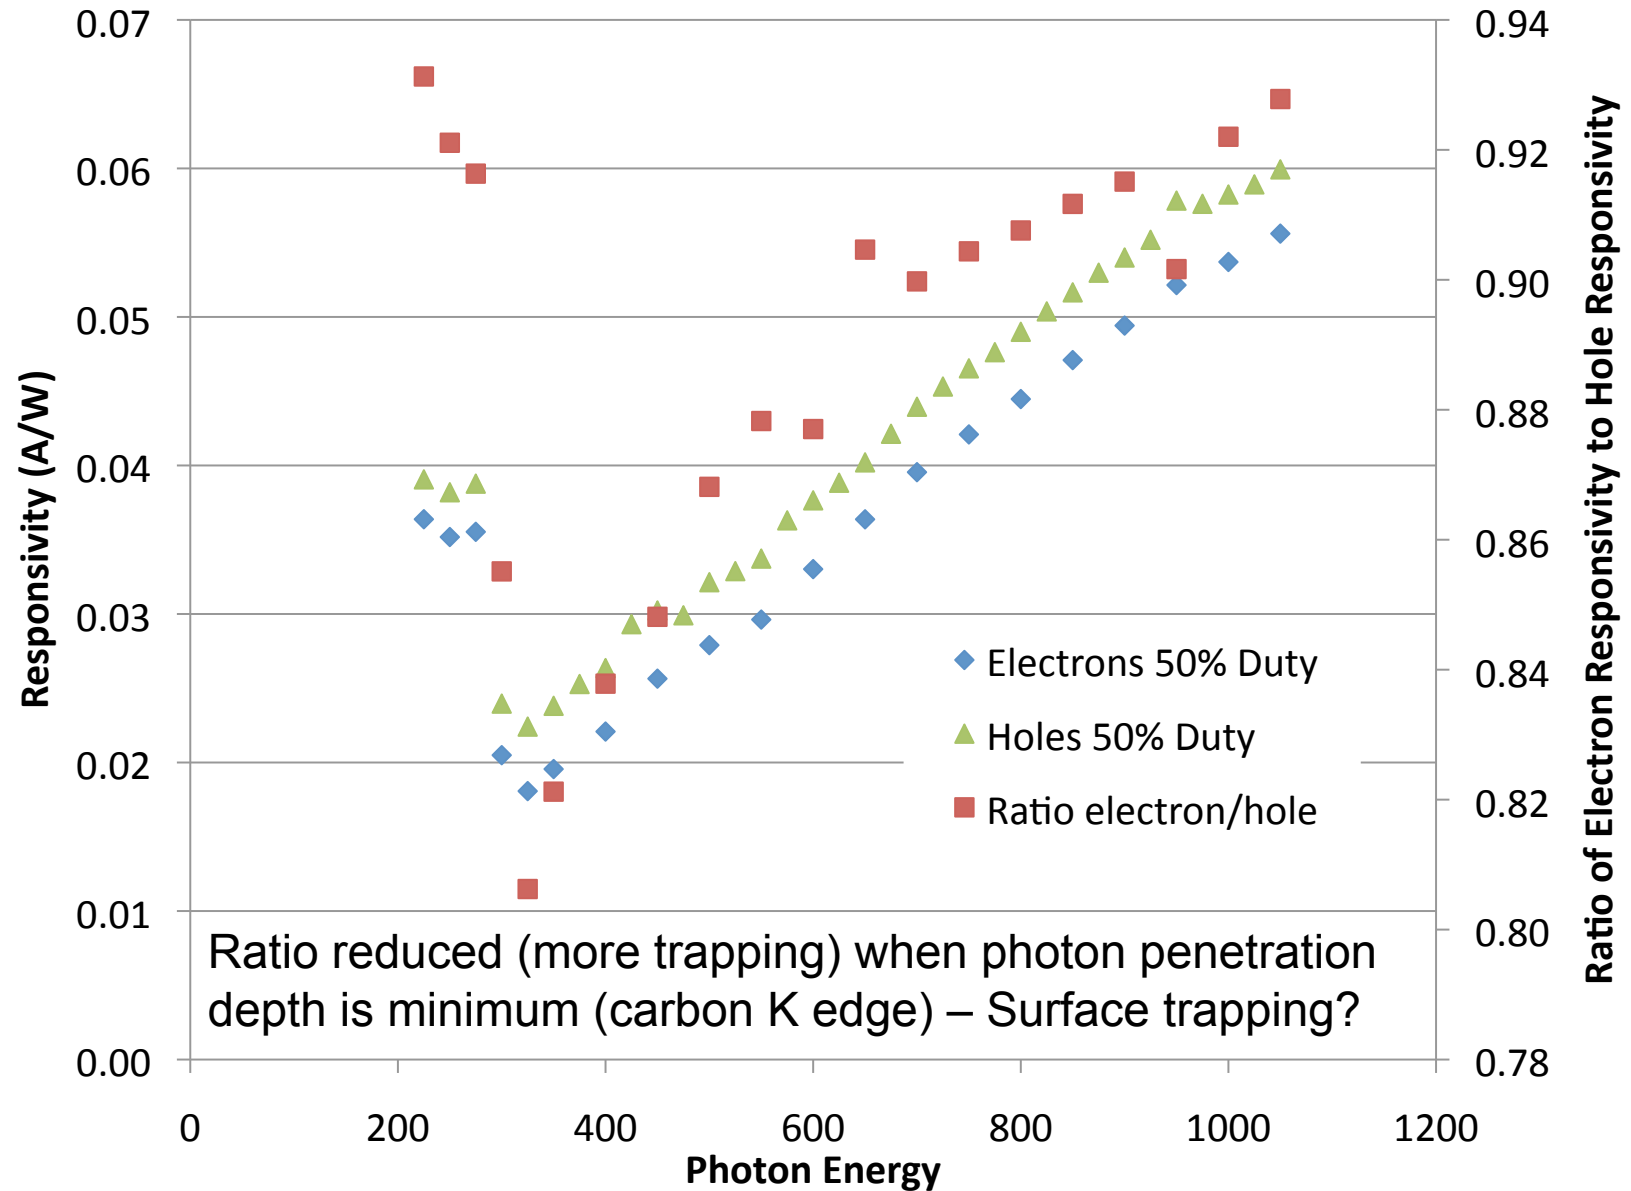 0.07
0.06
0.05
0.04
0.03
0.02
0.01
0.00
Responsivity (A/W)
0.94
0.92
0.90
0.88
0.86
0.84
0.82
0.80
0.78
Ratio of Electron Responsivity to Hole Responsivity
Electrons 50% Duty
Holes 50% Duty
Ratio electron/hole
Ratio reduced (more trapping) when photon penetration
depth is minimum (carbon K edge) – Surface trapping?
0 200 400 600 800 1000 1200
Photon Energy